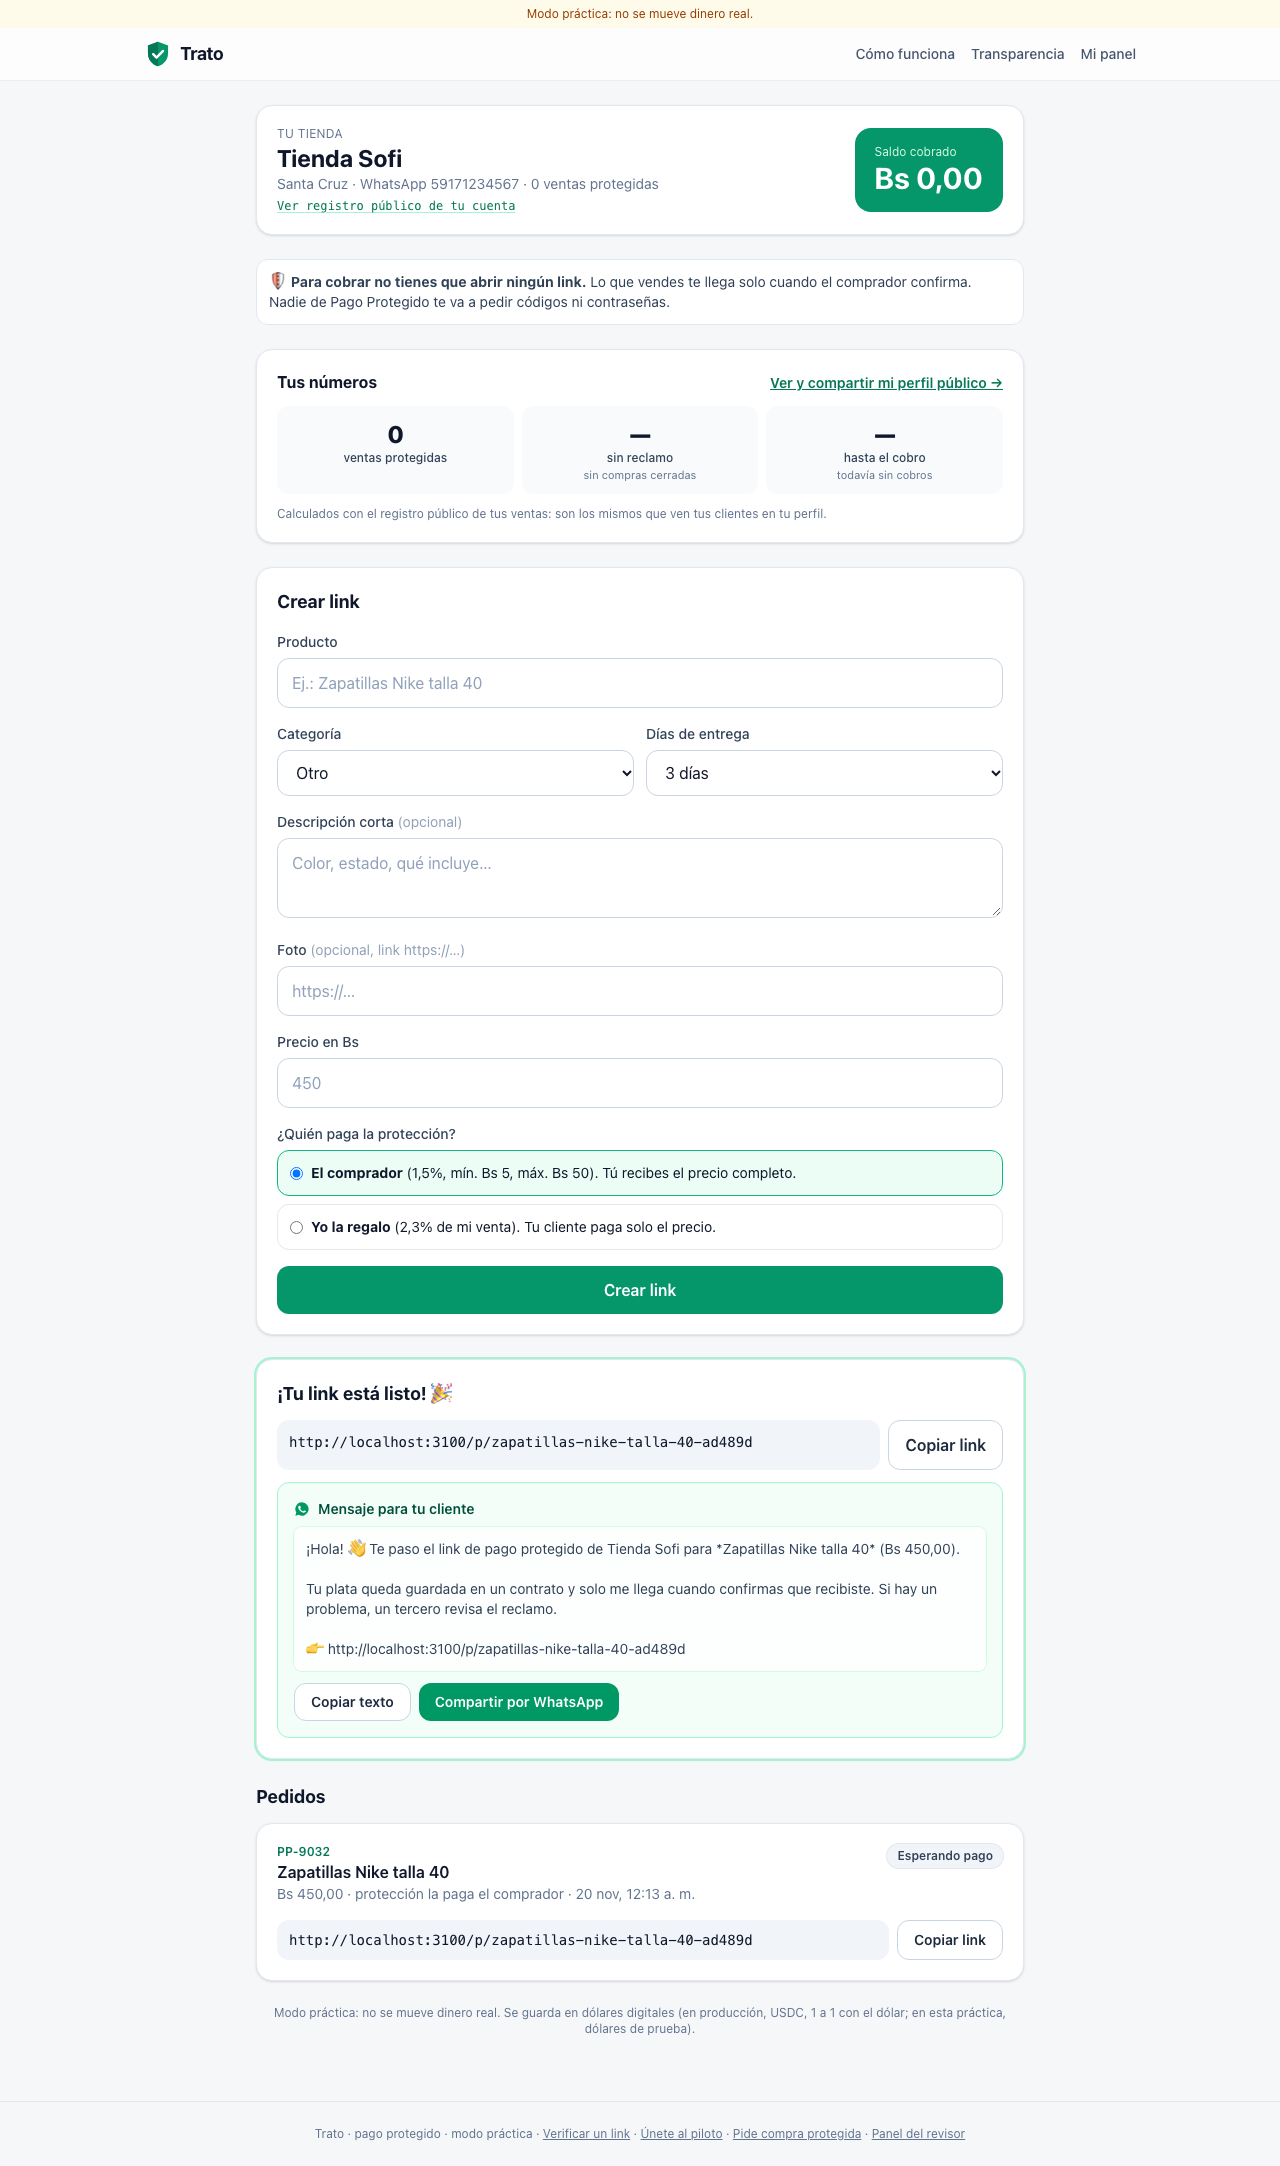 Modo práctica: no se mueve dinero real.
Trato
Cómo funciona
Transparencia
Mi panel
TU TIENDA
Tienda Sofi
Santa Cruz · WhatsApp 59171234567 · 0 ventas protegidas
Ver registro público de tu cuenta
Saldo cobrado
Bs 0,00
Para cobrar no tienes que abrir ningún link. Lo que vendes te llega solo cuando el comprador confirma.
Nadie de Pago Protegido te va a pedir códigos ni contraseñas.
Tus números
Ver y compartir mi perfil público →
0
ventas protegidas
—
sin reclamo
sin compras cerradas
—
hasta el cobro
todavía sin cobros
Calculados con el registro público de tus ventas: son los mismos que ven tus clientes en tu perfil.
Crear link
Producto
Ej.: Zapatillas Nike talla 40
Categoría
Días de entrega
Otro
3 días
Descripción corta (opcional)
Color, estado, qué incluye...
Foto (opcional, link https://...)
https://...
Precio en Bs
450
¿Quién paga la protección?
El comprador (1,5%, mín. Bs 5, máx. Bs 50). Tú recibes el precio completo.
Yo la regalo (2,3% de mi venta). Tu cliente paga solo el precio.
Crear link
¡Tu link está listo! 🎉
http://localhost:3100/p/zapatillas-nike-talla-40-ad489d
Copiar link
Mensaje para tu cliente
¡Hola! 👋 Te paso el link de pago protegido de Tienda Sofi para *Zapatillas Nike talla 40* (Bs 450,00).
Tu plata queda guardada en un contrato y solo me llega cuando confirmas que recibiste. Si hay un
problema, un tercero revisa el reclamo.
👉 http://localhost:3100/p/zapatillas-nike-talla-40-ad489d
Copiar texto
Compartir por WhatsApp
Pedidos
PP-9032
Zapatillas Nike talla 40
Bs 450,00 · protección la paga el comprador · 20 nov, 12:13 a. m.
Esperando pago
http://localhost:3100/p/zapatillas-nike-talla-40-ad489d
Copiar link
Modo práctica: no se mueve dinero real. Se guarda en dólares digitales (en producción, USDC, 1 a 1 con el dólar; en esta práctica,
dólares de prueba).
Trato · pago protegido · modo práctica · Verificar un link · Únete al piloto · Pide compra protegida · Panel del revisor